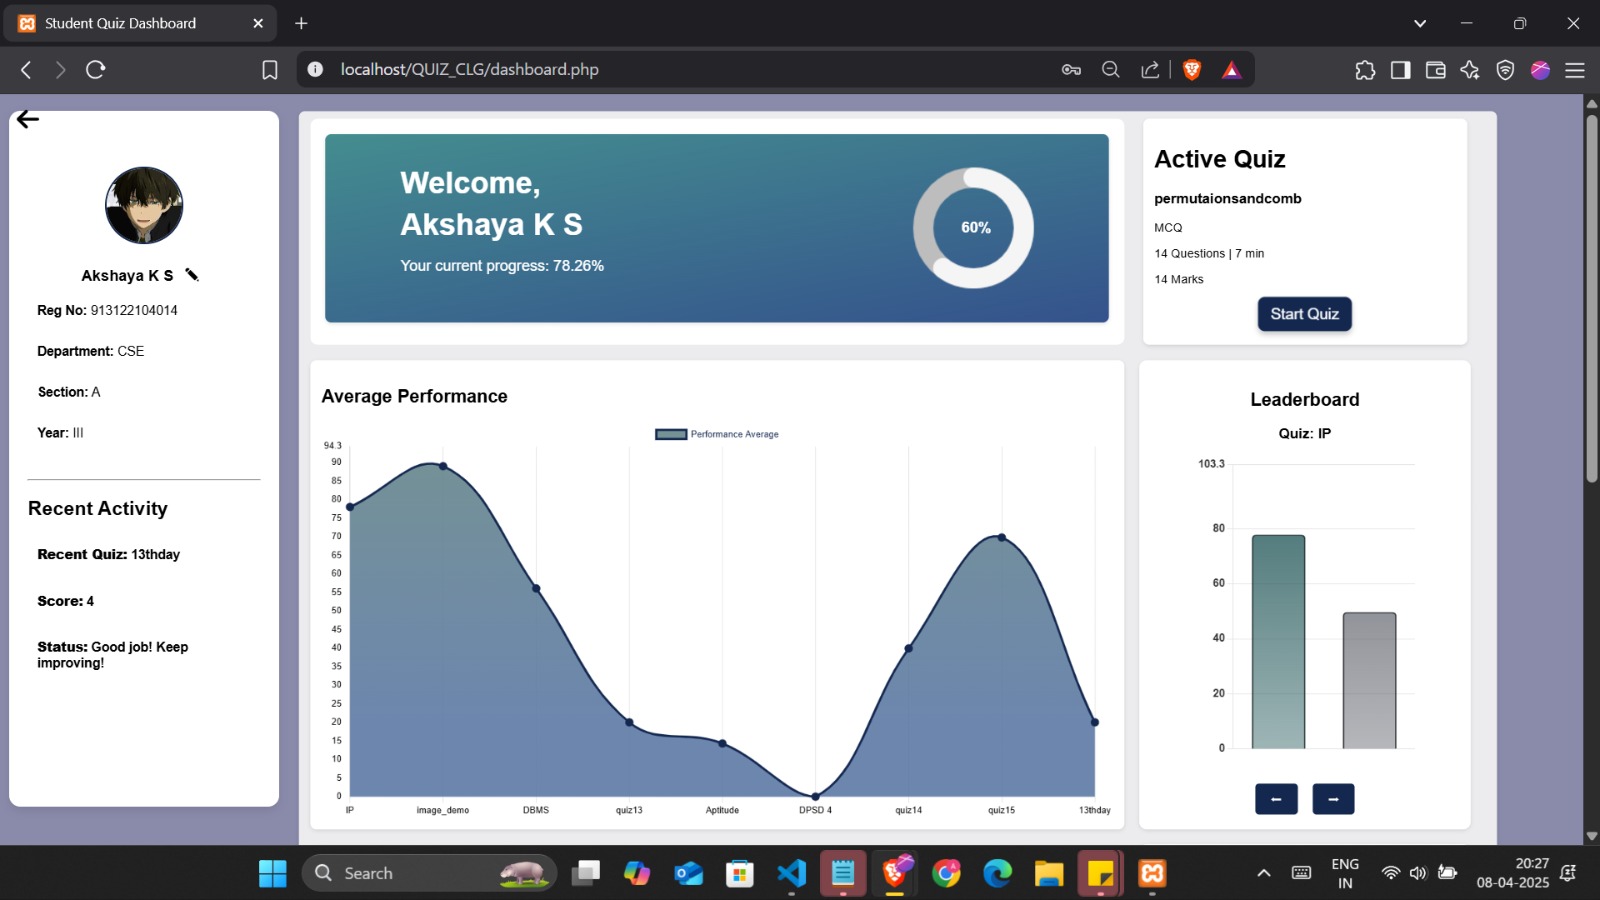 Student Quiz Dashboard
localhost/QUIZ_CLG/dashboard.php
Akshaya K S
Reg No: 913122104014
Department: CSE
Section: A
Year: III
Recent Activity
Recent Quiz: 13thday
Score: 4
Status: Good job! Keep
improving!
Welcome,
Akshaya K S
Your current progress: 78.26%
60%
Active Quiz
permutaionsandcomb
MCQ
14 Questions | 7 min
14 Marks
Start Quiz
Average Performance
Performance Average
94.3
90
85
80
75
70
65
60
55
50
45
40
35
30
25
20
15
10
5
0
IP image_demo DBMS quiz13 Aptitude DPSD 4 quiz14 quiz15 13thday
Leaderboard
Quiz: IP
103.3
80
60
40
20
0
← →
Search
ENG
IN
20:27
08-04-2025